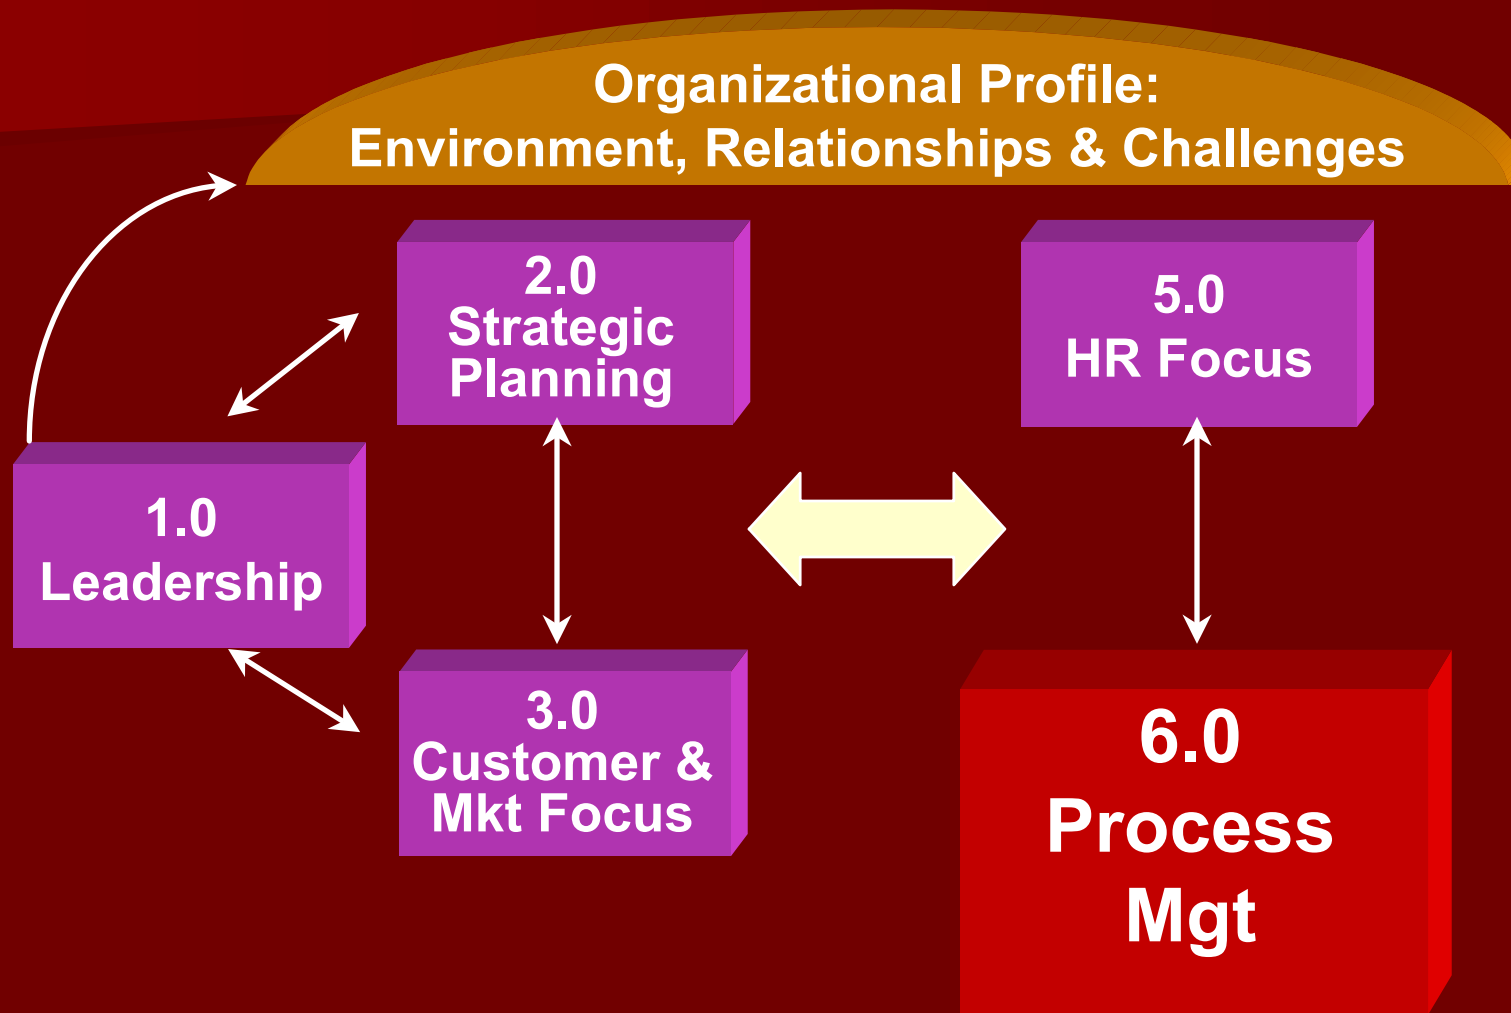 Organizational Profile:
Environment, Relationships & Challenges
2.0
Strategic
Planning
5.0
HR Focus
1.0
Leadership
3.0
Customer &
Mkt Focus
6.0
Process
Mgt